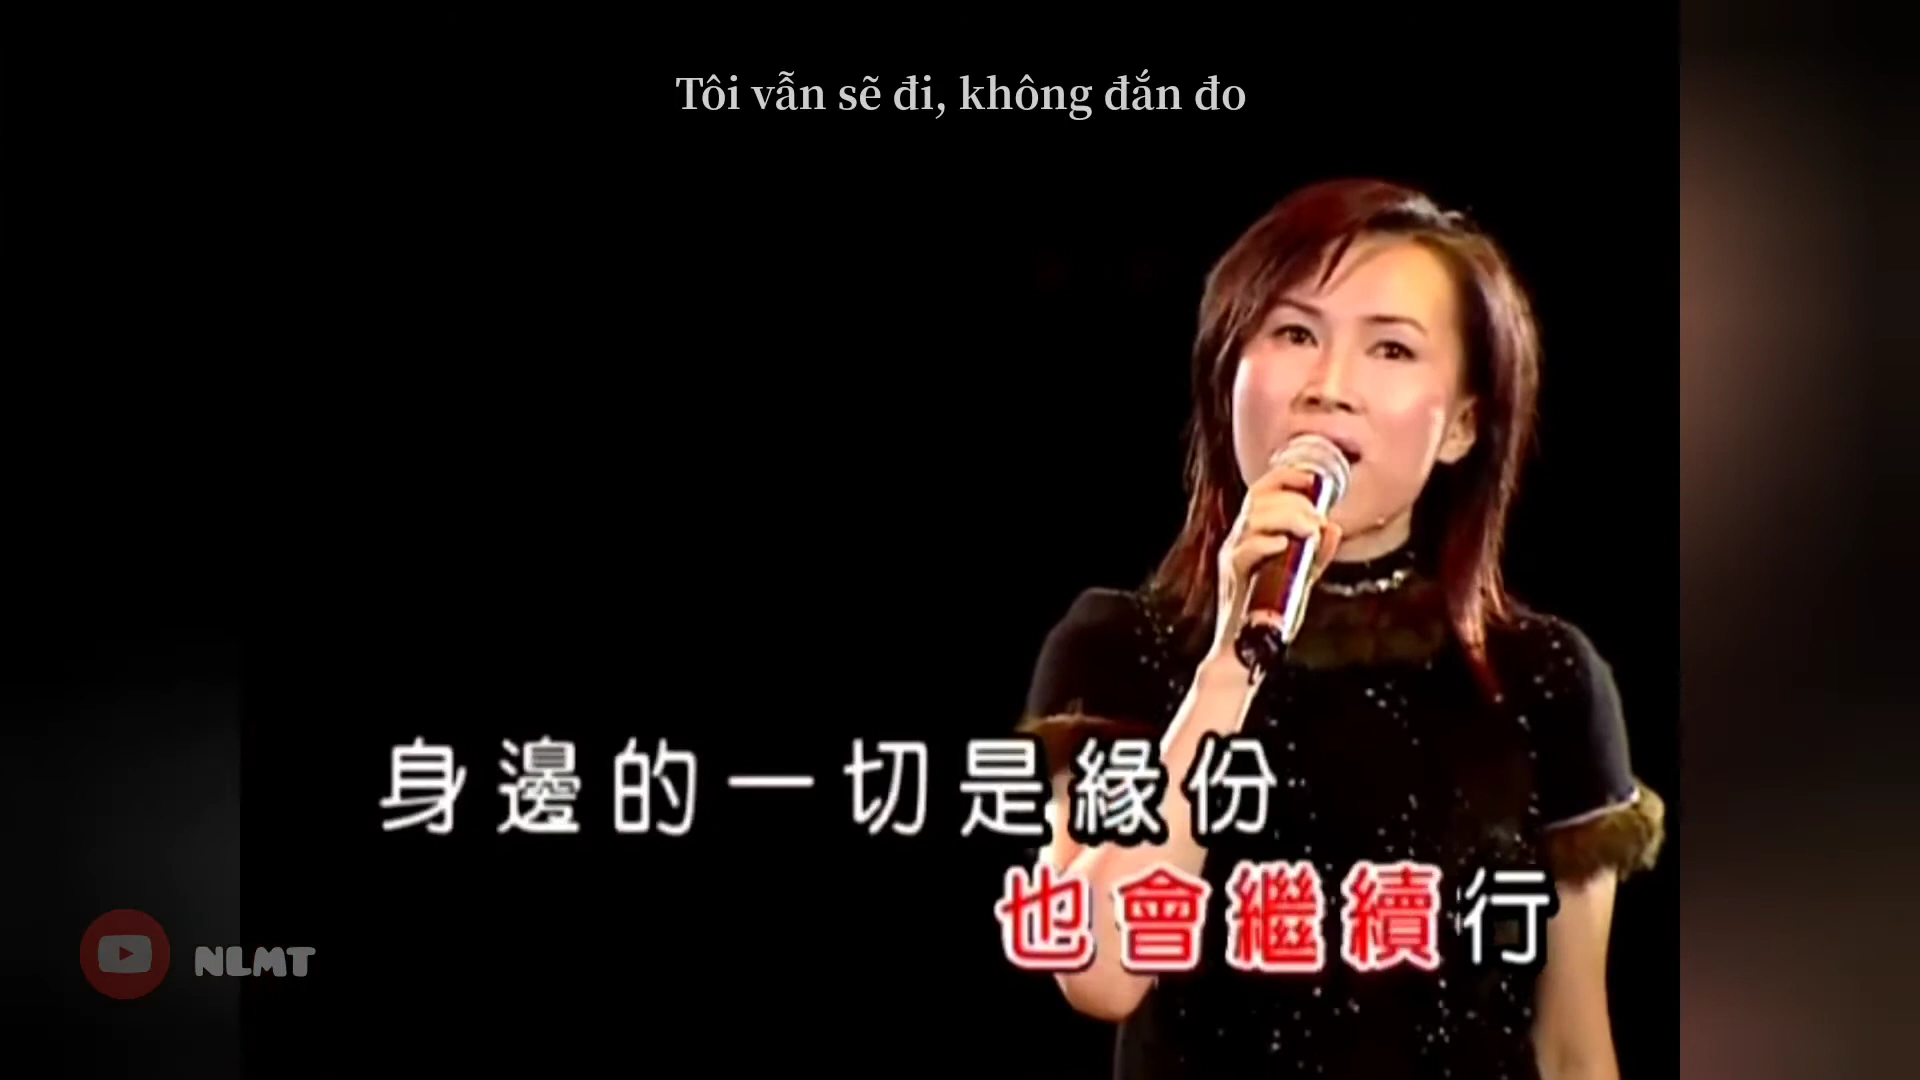 Tôi vẫn sẽ đi, không đắn đo
身邊的一切是緣份
也會繼續行
NLMT